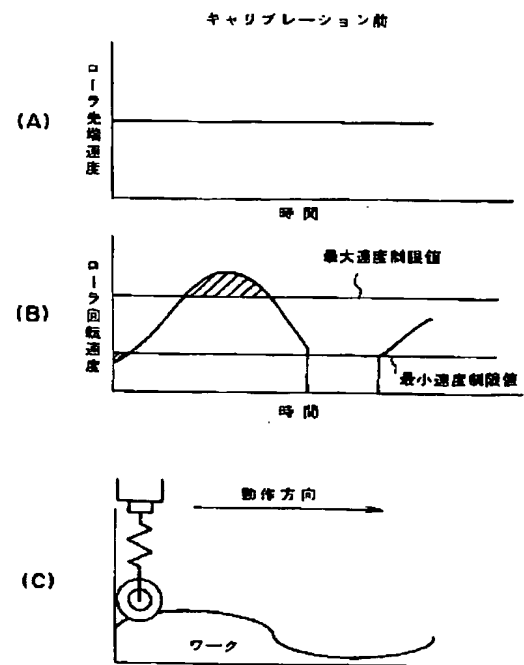 キャリブレーション前
(A)
ローラ先端速度
時間
(B)
ローラ回転速度
最大速度制限値
最小速度制限値
時間
(C)
動作方向
ワーク